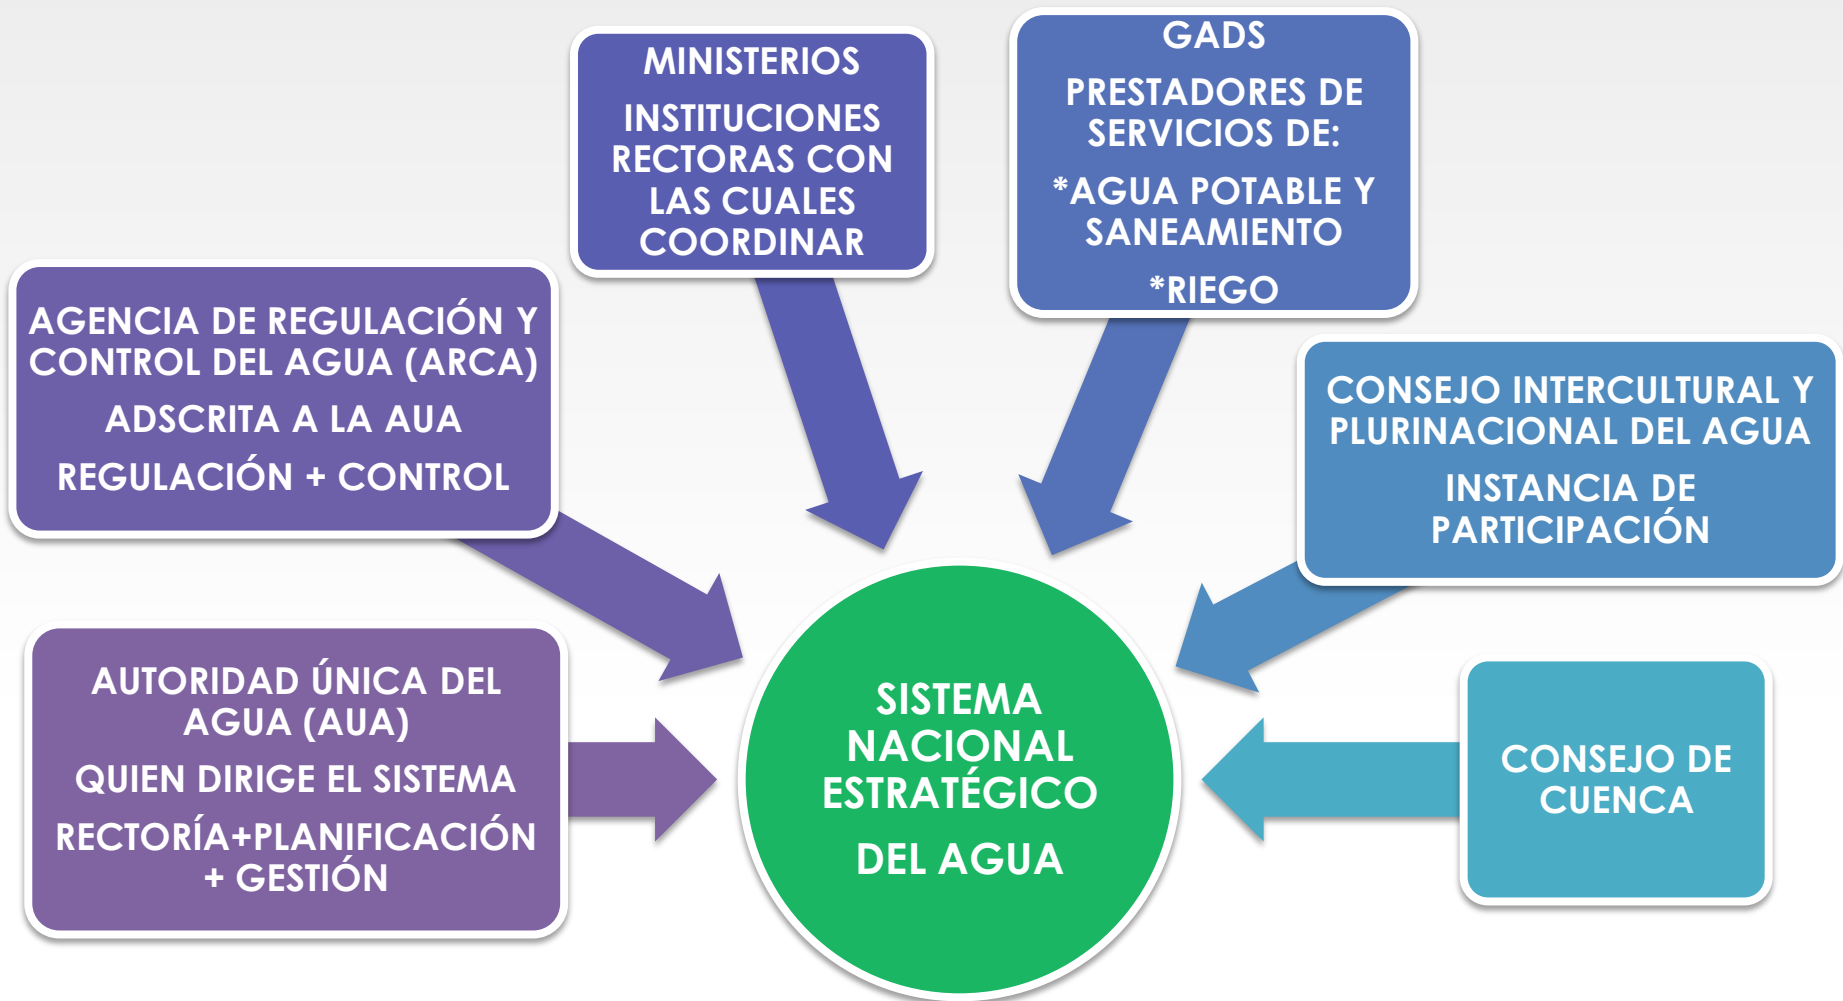 MINISTERIOS
INSTITUCIONES
RECTORAS CON
LAS CUALES
COORDINAR
GADS
PRESTADORES DE
SERVICIOS DE:
*AGUA POTABLE Y
SANEAMIENTO
*RIEGO
AGENCIA DE REGULACIÓN Y
CONTROL DEL AGUA (ARCA)
ADSCRITA A LA AUA
REGULACIÓN + CONTROL
CONSEJO INTERCULTURAL Y
PLURINACIONAL DEL AGUA
INSTANCIA DE
PARTICIPACIÓN
AUTORIDAD ÚNICA DEL
AGUA (AUA)
QUIEN DIRIGE EL SISTEMA
RECTORÍA+PLANIFICACIÓN
+ GESTIÓN
SISTEMA
NACIONAL
ESTRATÉGICO
DEL AGUA
CONSEJO DE
CUENCA